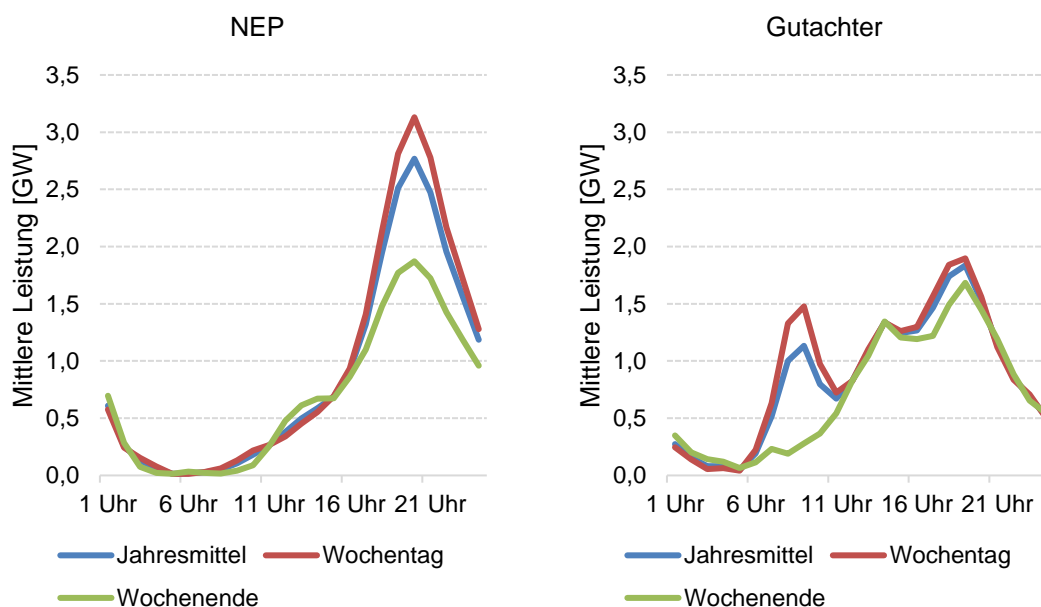 NEP
Mittlere Leistung [GW]
3,5
3,0
2,5
2,0
1,5
1,0
0,5
0,0
1 Uhr 6 Uhr 11 Uhr 16 Uhr 21 Uhr
Jahresmittel Wochentag
Wochenende
Gutachter
Mittlere Leistung [GW]
3,5
3,0
2,5
2,0
1,5
1,0
0,5
0,0
1 Uhr 6 Uhr 11 Uhr 16 Uhr 21 Uhr
Jahresmittel Wochentag
Wochenende